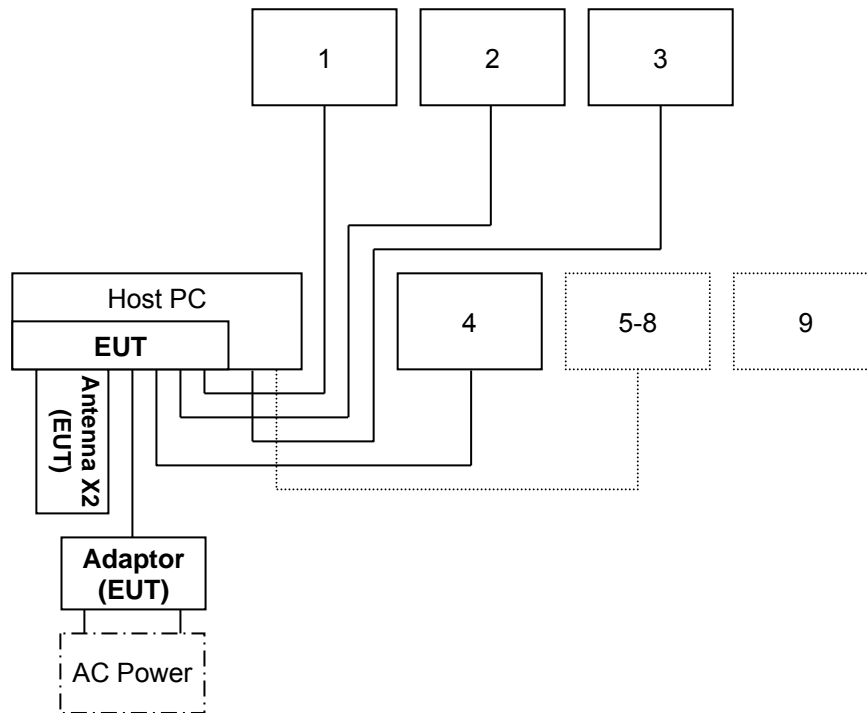 1
2
3
Host PC
EUT
4
5-8
9
Antenna X2
(EUT)
Adaptor
(EUT)
AC Power